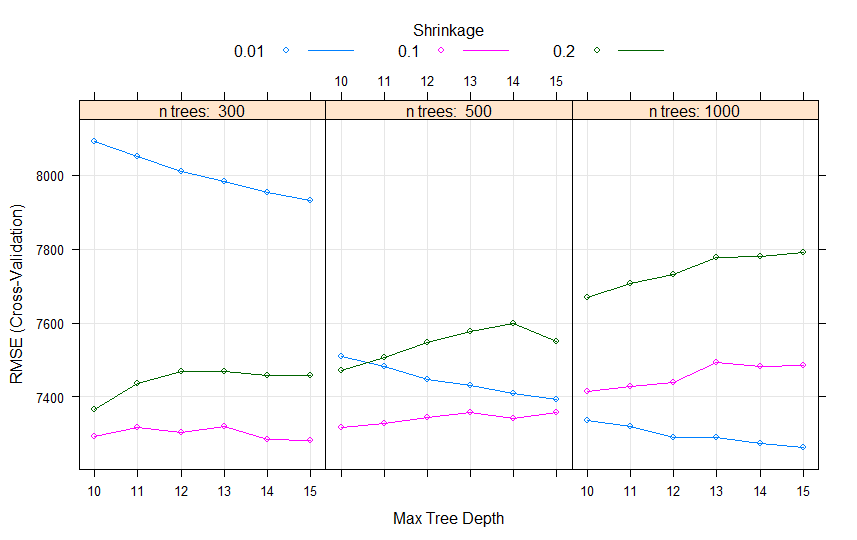 Shrinkage
0.01 0.1 0.2
10 11 12 13 14 15
n trees: 300 n trees: 500 n trees: 1000
8000
7800
7600
7400
RMSE (Cross-Validation)
10 11 12 13 14 15 10 11 12 13 14 15
Max Tree Depth